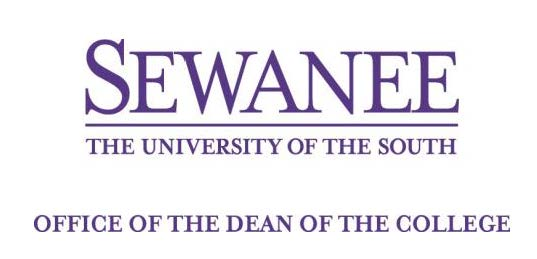 SEWANEE
THE UNIVERSITY OF THE SOUTH
OFFICE OF THE DEAN OF THE COLLEGE